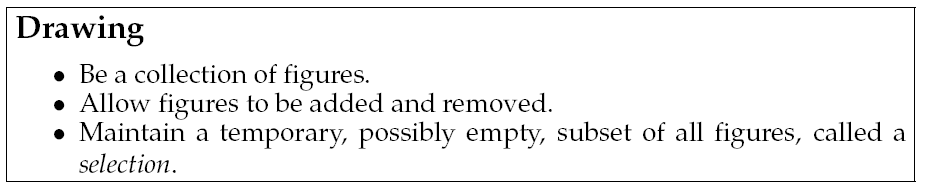 Drawing
• Be a collection of figures.
• Allow figures to be added and removed.
• Maintain a temporary, possibly empty, subset of all figures, called a
selection.